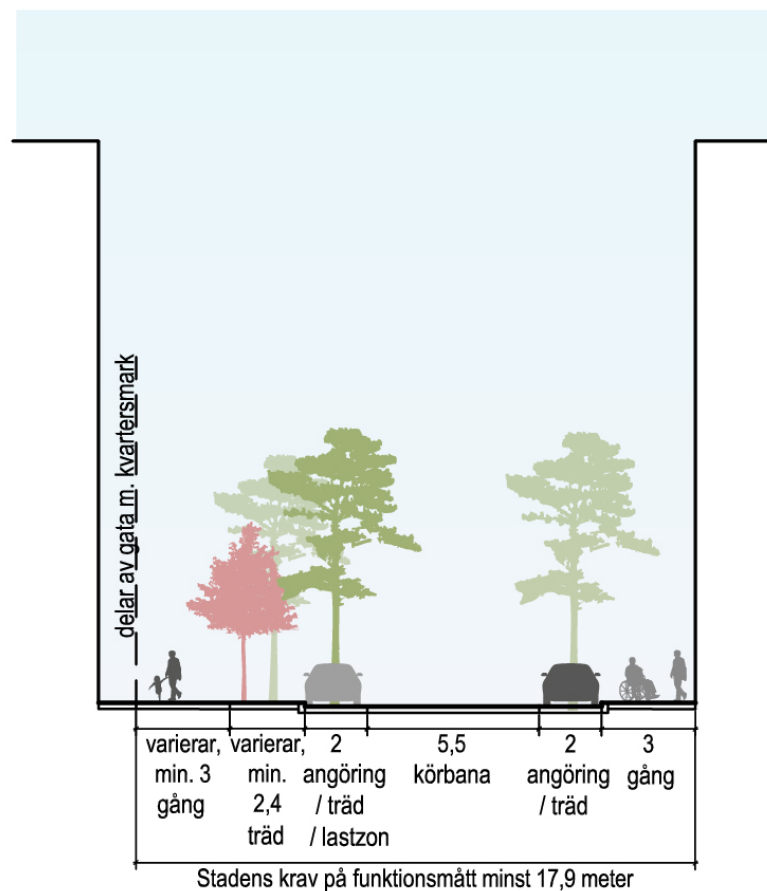 delar av gata m. kvartersmark
varierar,
min. 3
gång
varierar,
min.
2,4
träd
2
angöring
/ träd
/ lastzon
5,5
körbana
2
angöring
/ träd
3
gång
Stadens krav på funktionsmått minst 17,9 meter